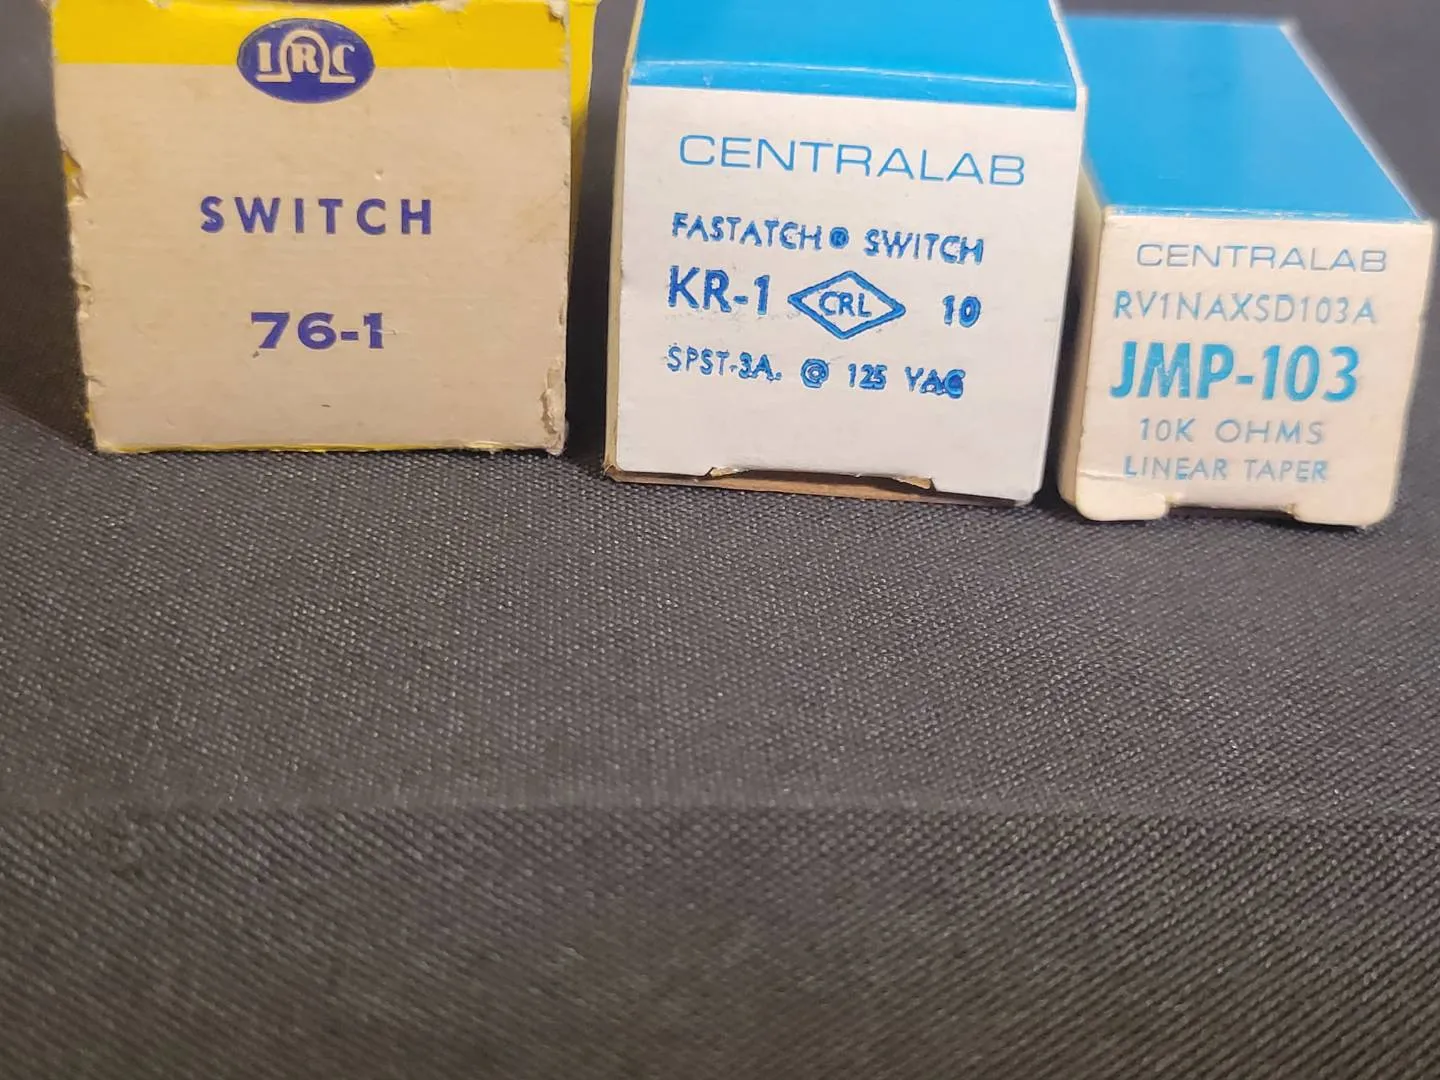 IRC
SWITCH
76-1
CENTRALAB
FASTATCH® SWITCH
KR-1 CRL 10
SPST-3A. @ 125 VAC
CENTRALAB
RV1NAXSD103A
JMP-103
10K OHMS
LINEAR TAPER